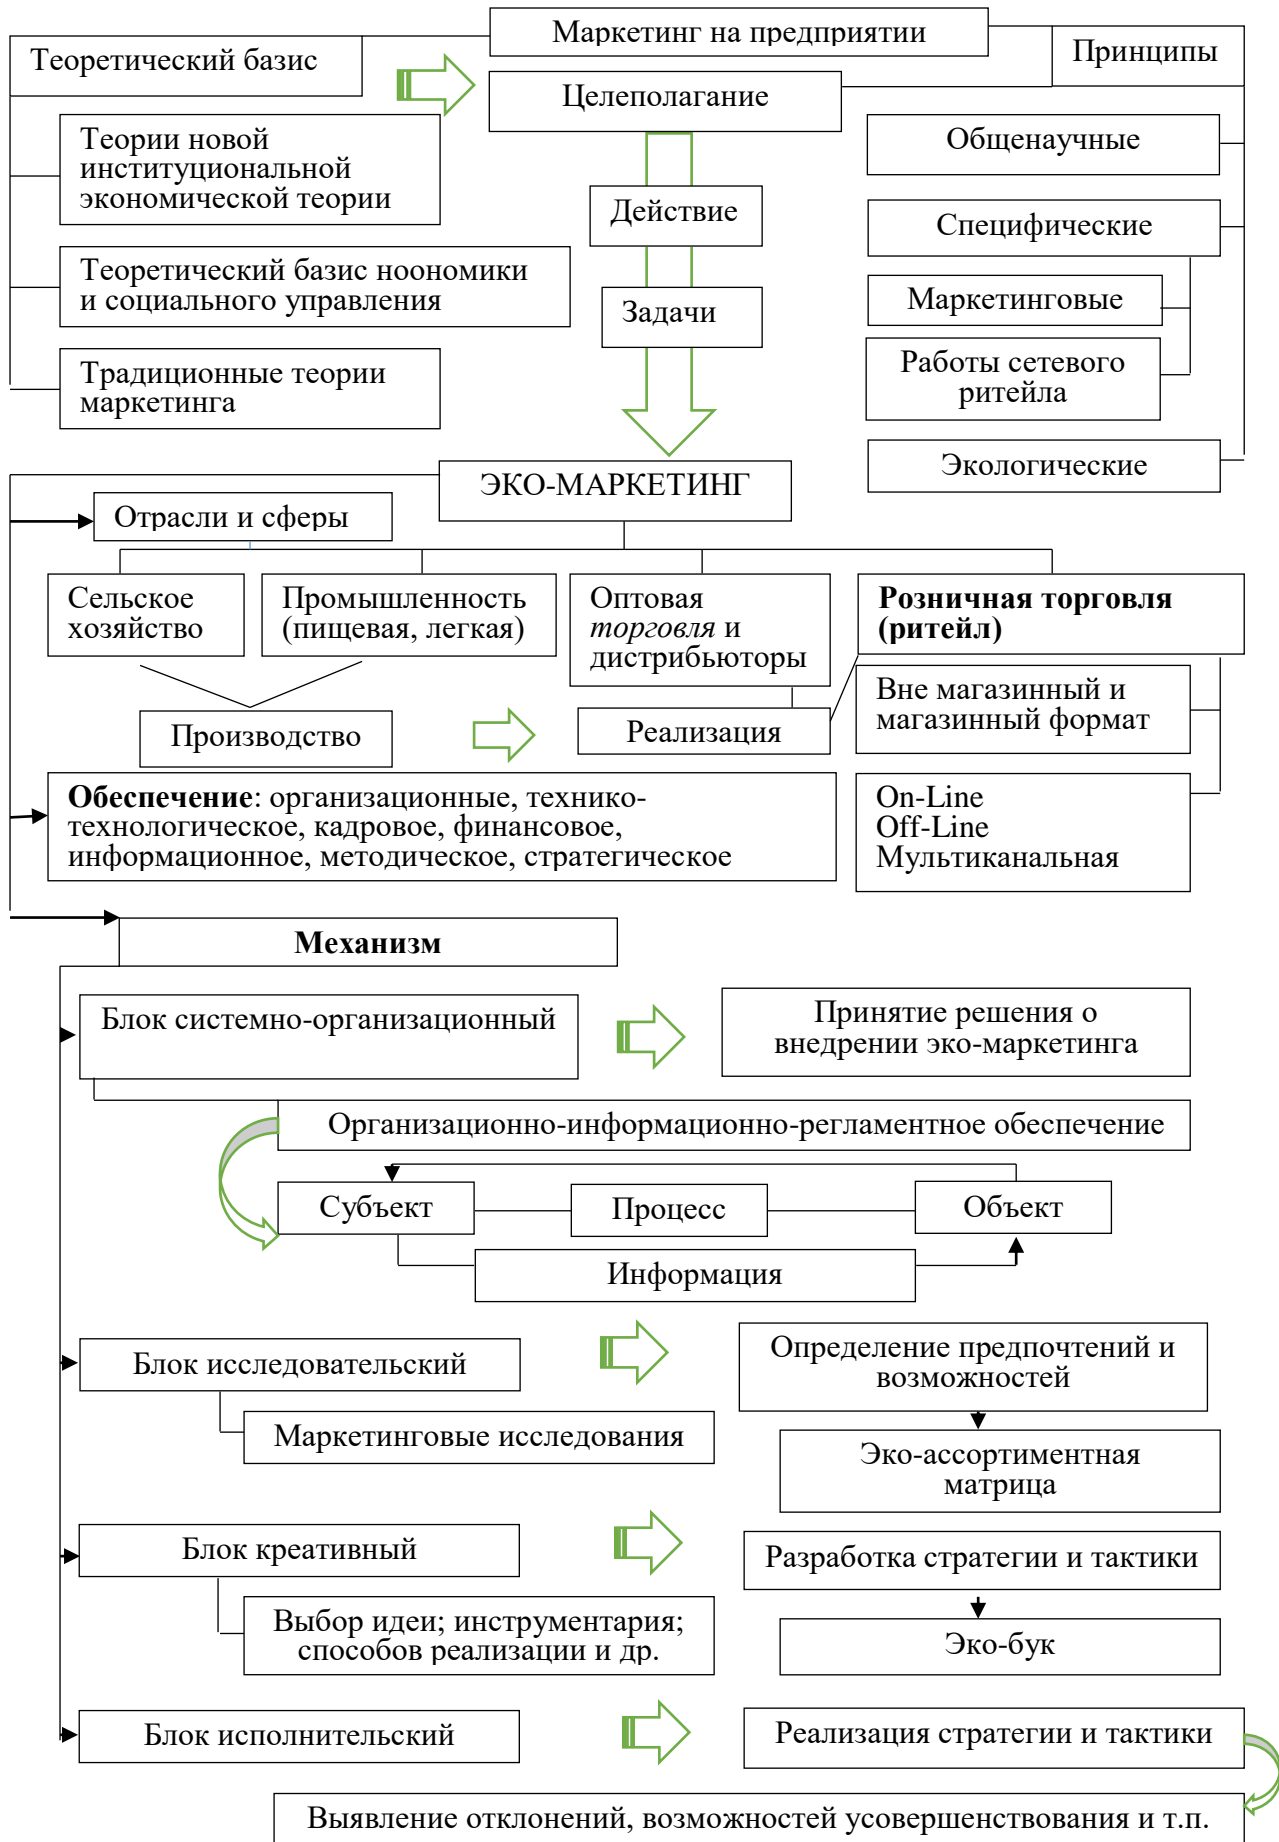 Маркетинг на предприятии
Теоретический базис
Принципы
Целеполагание
Теории новой
институциональной
экономической теории
Общенаучные
Действие
Специфические
Теоретический базис ноономики
и социального управления
Маркетинговые
Задачи
Традиционные теории
маркетинга
Работы сетевого
ритейла
Экологические
ЭКО-МАРКЕТИНГ
Отрасли и сферы
Сельское
хозяйство
Промышленность
(пищевая, легкая)
Оптовая
торговля и
дистрибьюторы
Розничная торговля
(ритейл)
Вне магазинный и
магазинный формат
Производство
Реализация
Обеспечение: организационные, технико-
технологическое, кадровое, финансовое,
информационное, методическое, стратегическое
On-Line
Off-Line
Мультиканальная
Механизм
Блок системно-организационный
Принятие решения о
внедрении эко-маркетинга
Организационно-информационно-регламентное обеспечение
Субъект
Процесс
Объект
Информация
Блок исследовательский
Определение предпочтений и
возможностей
Маркетинговые исследования
Эко-ассортиментная
матрица
Блок креативный
Разработка стратегии и тактики
Выбор идеи; инструментария;
способов реализации и др.
Эко-бук
Блок исполнительский
Реализация стратегии и тактики
Выявление отклонений, возможностей усовершенствования и т.п.